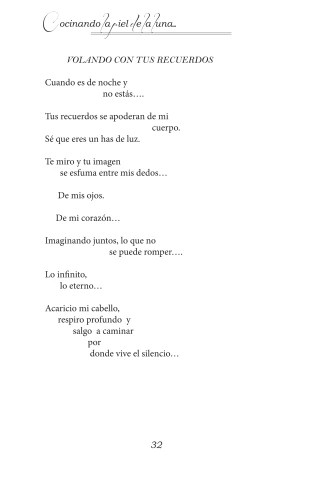 Cocinando la piel de la luna...
VOLANDO CON TUS RECUERDOS
Cuando es de noche y
no estás….
Tus recuerdos se apoderan de mi
cuerpo.
Sé que eres un has de luz.
Te miro y tu imagen
se esfuma entre mis dedos…
De mis ojos.
De mi corazón…
Imaginando juntos, lo que no
se puede romper….
Lo infinito,
lo eterno…
Acaricio mi cabello,
respiro profundo y
salgo a caminar
por
donde vive el silencio…
32